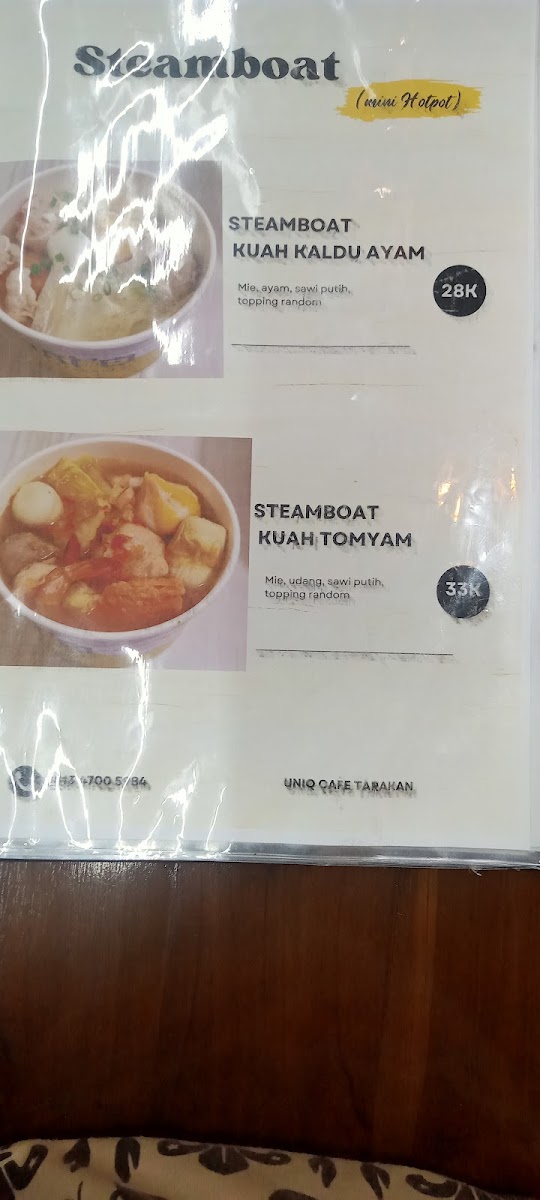 Steamboat
(mini Hotpot)
STEAMBOAT
KUAH KALDU AYAM
28K
Mie, ayam, sawi putih,
topping random
STEAMBOAT
KUAH TOMYAM
Mie, udang, sawi putih,
topping random
33K
4700
UNIQ CAFE TARAKAN